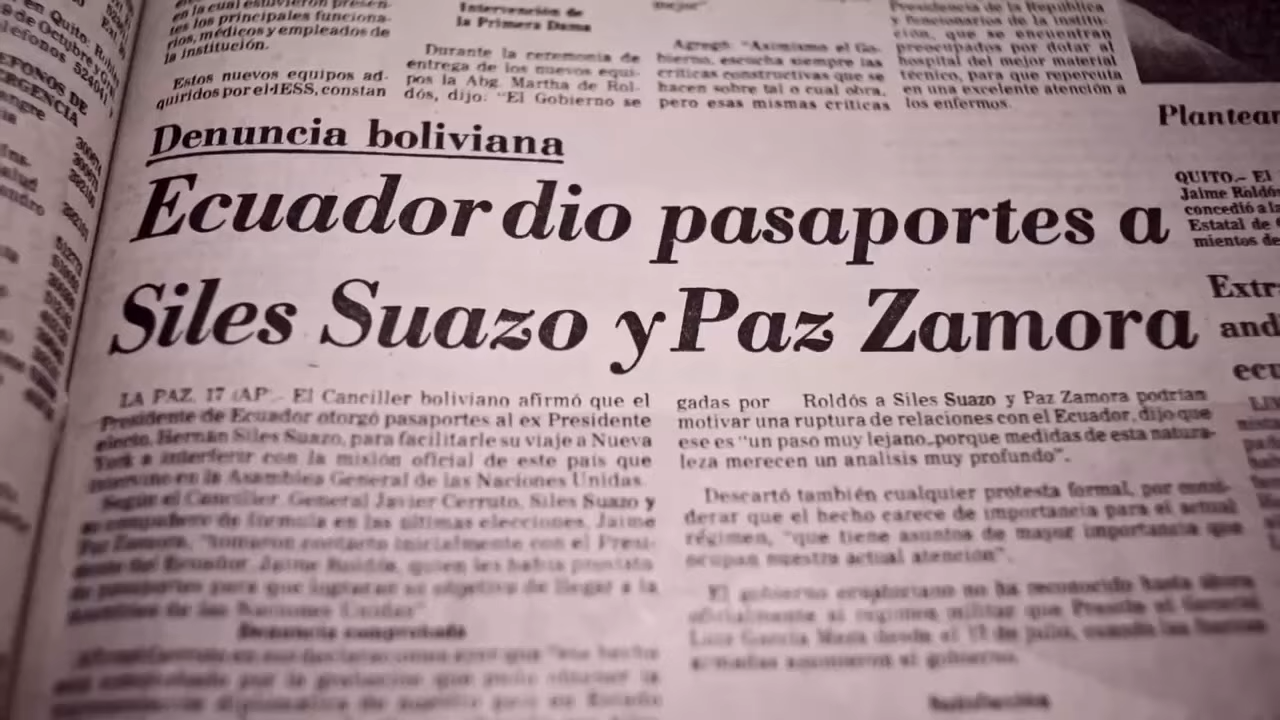 en la cual estuvieron presen-
tes los principales funciona-
rios, médicos y empleados de
la Institución.
Estos nuevos equipos ad-
quiridos por el IESS, constan
Intervención de
la Primera Dama
Durante la ceremonia de
entrega de los nuevos equi-
pos la Abg. Martha de Rol-
dós, dijo: "El Gobierno se
mejor"
Agregó "Asimismo el Go-
bierno, escucha siempre las
críticas constructivas que se
hacen sobre tal o cual obra,
pero esas mismas críticas
Presidencia de la República
y funcionarios de la institu-
ción, que se encuentran
preocupados por dotar al
hospital del mejor material
técnico, para que repercuta
en una excelente atención a
los enfermos.
Denuncia boliviana
Ecuador dio pasaportes a
Siles Suazo y Paz Zamora
LA PAZ, 17 (AP).- El Canciller boliviano afirmó que el
Presidente de Ecuador otorgó pasaportes al ex Presidente
electo, Hernán Siles Suazo, para facilitarle su viaje a Nueva
York a interferir con la misión oficial de este país que
interviene en la Asamblea General de las Naciones Unidas.
Según el Canciller, General Javier Cerruto, Siles Suazo y
su compañero de fórmula en las últimas elecciones, Jaime
Paz Zamora, "tomaron contacto inicialmente con el Presi-
dente del Ecuador, Jaime Roldós, quien les había prestado
de pasaportes para que lograran su objetivo de llegar a la
Asamblea de las Naciones Unidas"
Denuncia comprobada
gadas por Roldós a Siles Suazo y Paz Zamora podrían
motivar una ruptura de relaciones con el Ecuador, dijo que
ese es "un paso muy lejano, porque medidas de esta natura-
leza merecen un analisis muy profundo".
Descartó también cualquier protesta formal, por consi-
derar que el hecho carece de importancia para el actual
régimen, "que tiene asuntos de mayor importancia que
ocupan nuestra actual atención".
El gobierno ecuatoriano no ha reconocido hasta ahora
oficialmente al régimen militar que Preside el General
Luis García Meza desde el 17 de julio, cuando las fuerzas
armadas asumieron el gobierno.
Plantear
QUITO.- El
Jaime Roldós
concedió a la
Estatal de
mientos de
Extr
and
ecu